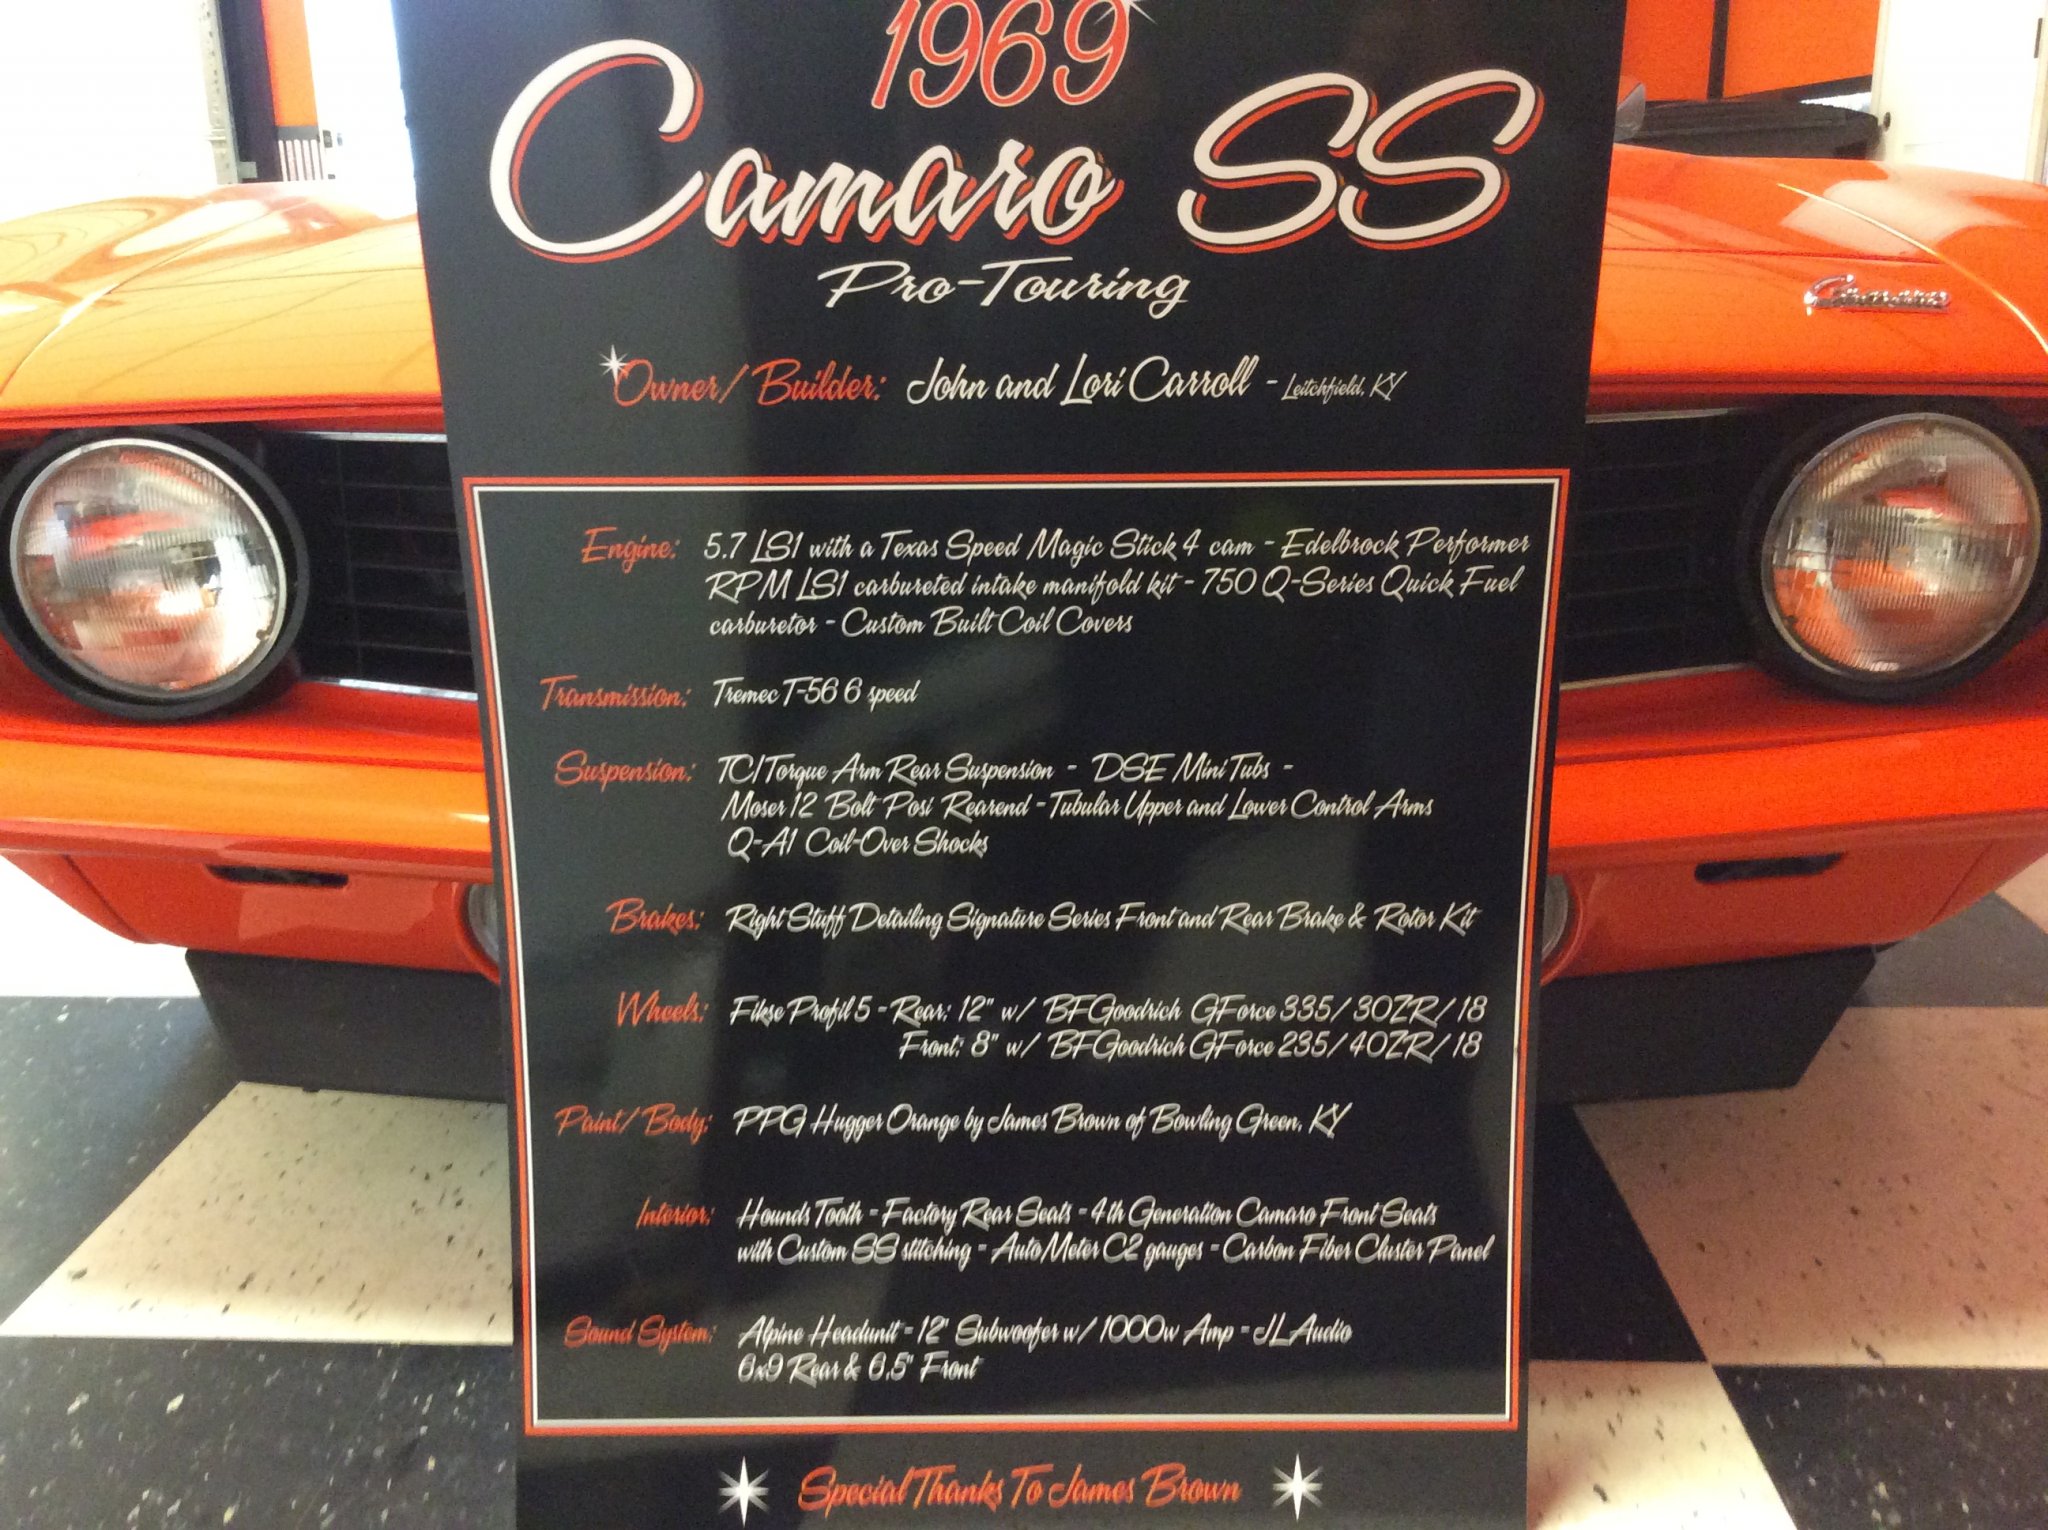 1969
Camaro SS
Pro-Touring
Owner/Builder: John and Lori Carroll - Leitchfield, KY
Camaro
Engine: 5.7 LS1 with a Texas Speed Magic Stick 4 cam - Edelbrock Performer
RPM LS1 carbureted intake manifold kit - 750 Q-Series Quick Fuel
carburetor - Custom Built Coil Covers
Transmission: Tremec T-56 6 speed
Suspension: TCI Torque Arm Rear Suspension - DSE Mini Tubs -
Moser 12 Bolt Posi Rearend - Tubular Upper and Lower Control Arms
Q-A1 Coil-Over Shocks
Brakes: Right Stuff Detailing Signature Series Front and Rear Brake & Rotor Kit
Wheels: Fikse Profil 5 - Rear: 12" w/ BFGoodrich GForce 335/30ZR/18
Front: 8" w/ BFGoodrich GForce 235/40ZR/18
Paint/Body: PPG Hugger Orange by James Brown of Bowling Green, KY
Interior: Hounds Tooth - Factory Rear Seats - 4th Generation Camaro Front Seats
with Custom SS stitching - Auto Meter C2 gauges - Carbon Fiber Cluster Panel
Sound System: Alpine Headunit - 12" Subwoofer w/ 1000w Amp - JL Audio
6x9 Rear & 6.5" Front
Special Thanks To James Brown